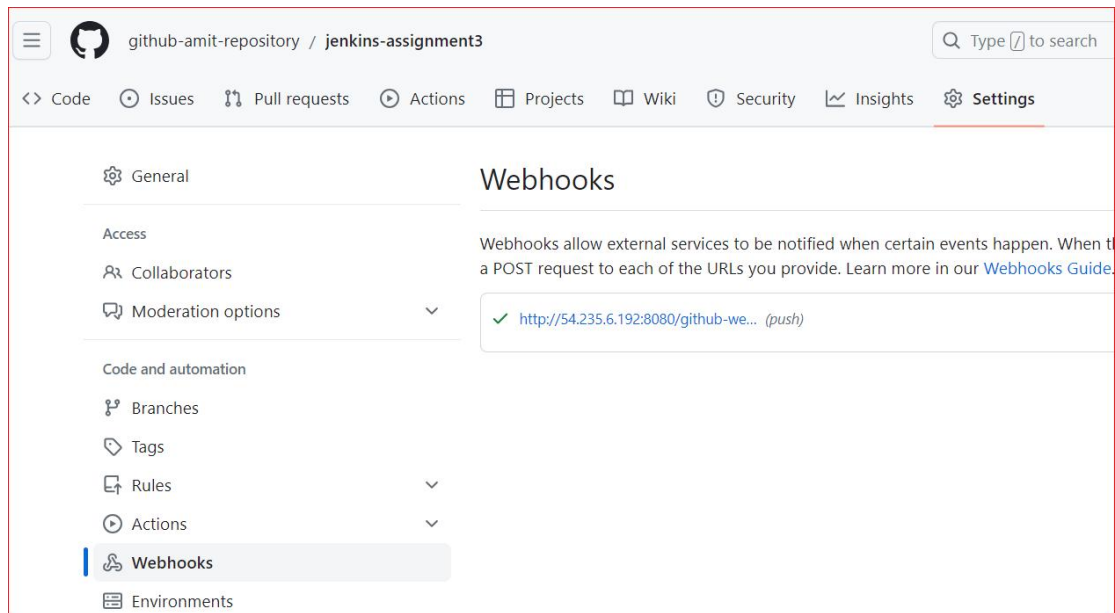 github-amit-repository / jenkins-assignment3
Type / to search
Code Issues Pull requests Actions Projects Wiki Security Insights Settings
General
Access
Collaborators
Moderation options
Code and automation
Branches
Tags
Rules
Actions
Webhooks
Environments
Webhooks
Webhooks allow external services to be notified when certain events happen. When
a POST request to each of the URLs you provide. Learn more in our Webhooks Guide.
http://54.235.6.192:8080/github-we... (push)